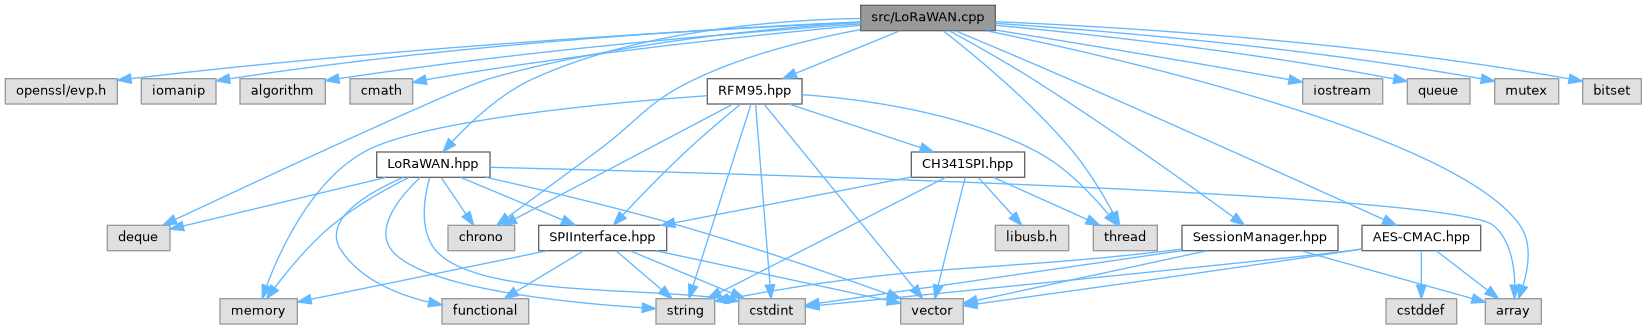 src/LoRaWAN.cpp
openssl/evp.h
iomanip
algorithm
cmath
RFM95.hpp
iostream
queue
mutex
bitset
LoRaWAN.hpp
CH341SPI.hpp
deque
chrono
SPIInterface.hpp
libusb.h
thread
SessionManager.hpp
AES-CMAC.hpp
memory
functional
string
cstdint
vector
cstddef
array